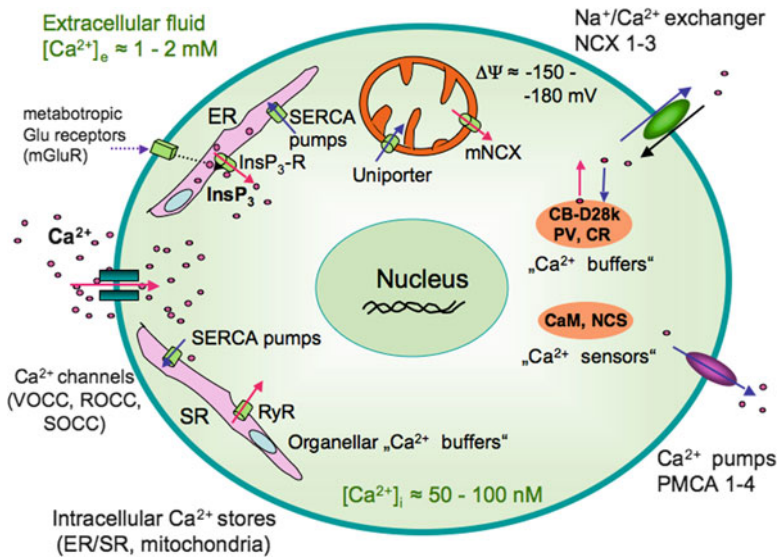 Extracellular fluid
[Ca²⁺]ₑ ≈ 1 - 2 mM
Na⁺/Ca²⁺ exchanger
NCX 1-3
ΔΨ ≈ -150 -
-180 mV
ER
SERCA
pumps
metabotropic
Glu receptors
(mGluR)
InsP₃-R
InsP₃
mNCX
Uniporter
CB-D28k
PV, CR
„Ca²⁺ buffers“
Ca²⁺
Nucleus
CaM, NCS
„Ca²⁺ sensors“
SERCA pumps
Ca²⁺ channels
(VOCC, ROCC,
SOCC)
SR
RyR
Organellar „Ca²⁺ buffers“
Ca²⁺ pumps
PMCA 1-4
[Ca²⁺]ᵢ ≈ 50 - 100 nM
Intracellular Ca²⁺ stores
(ER/SR, mitochondria)